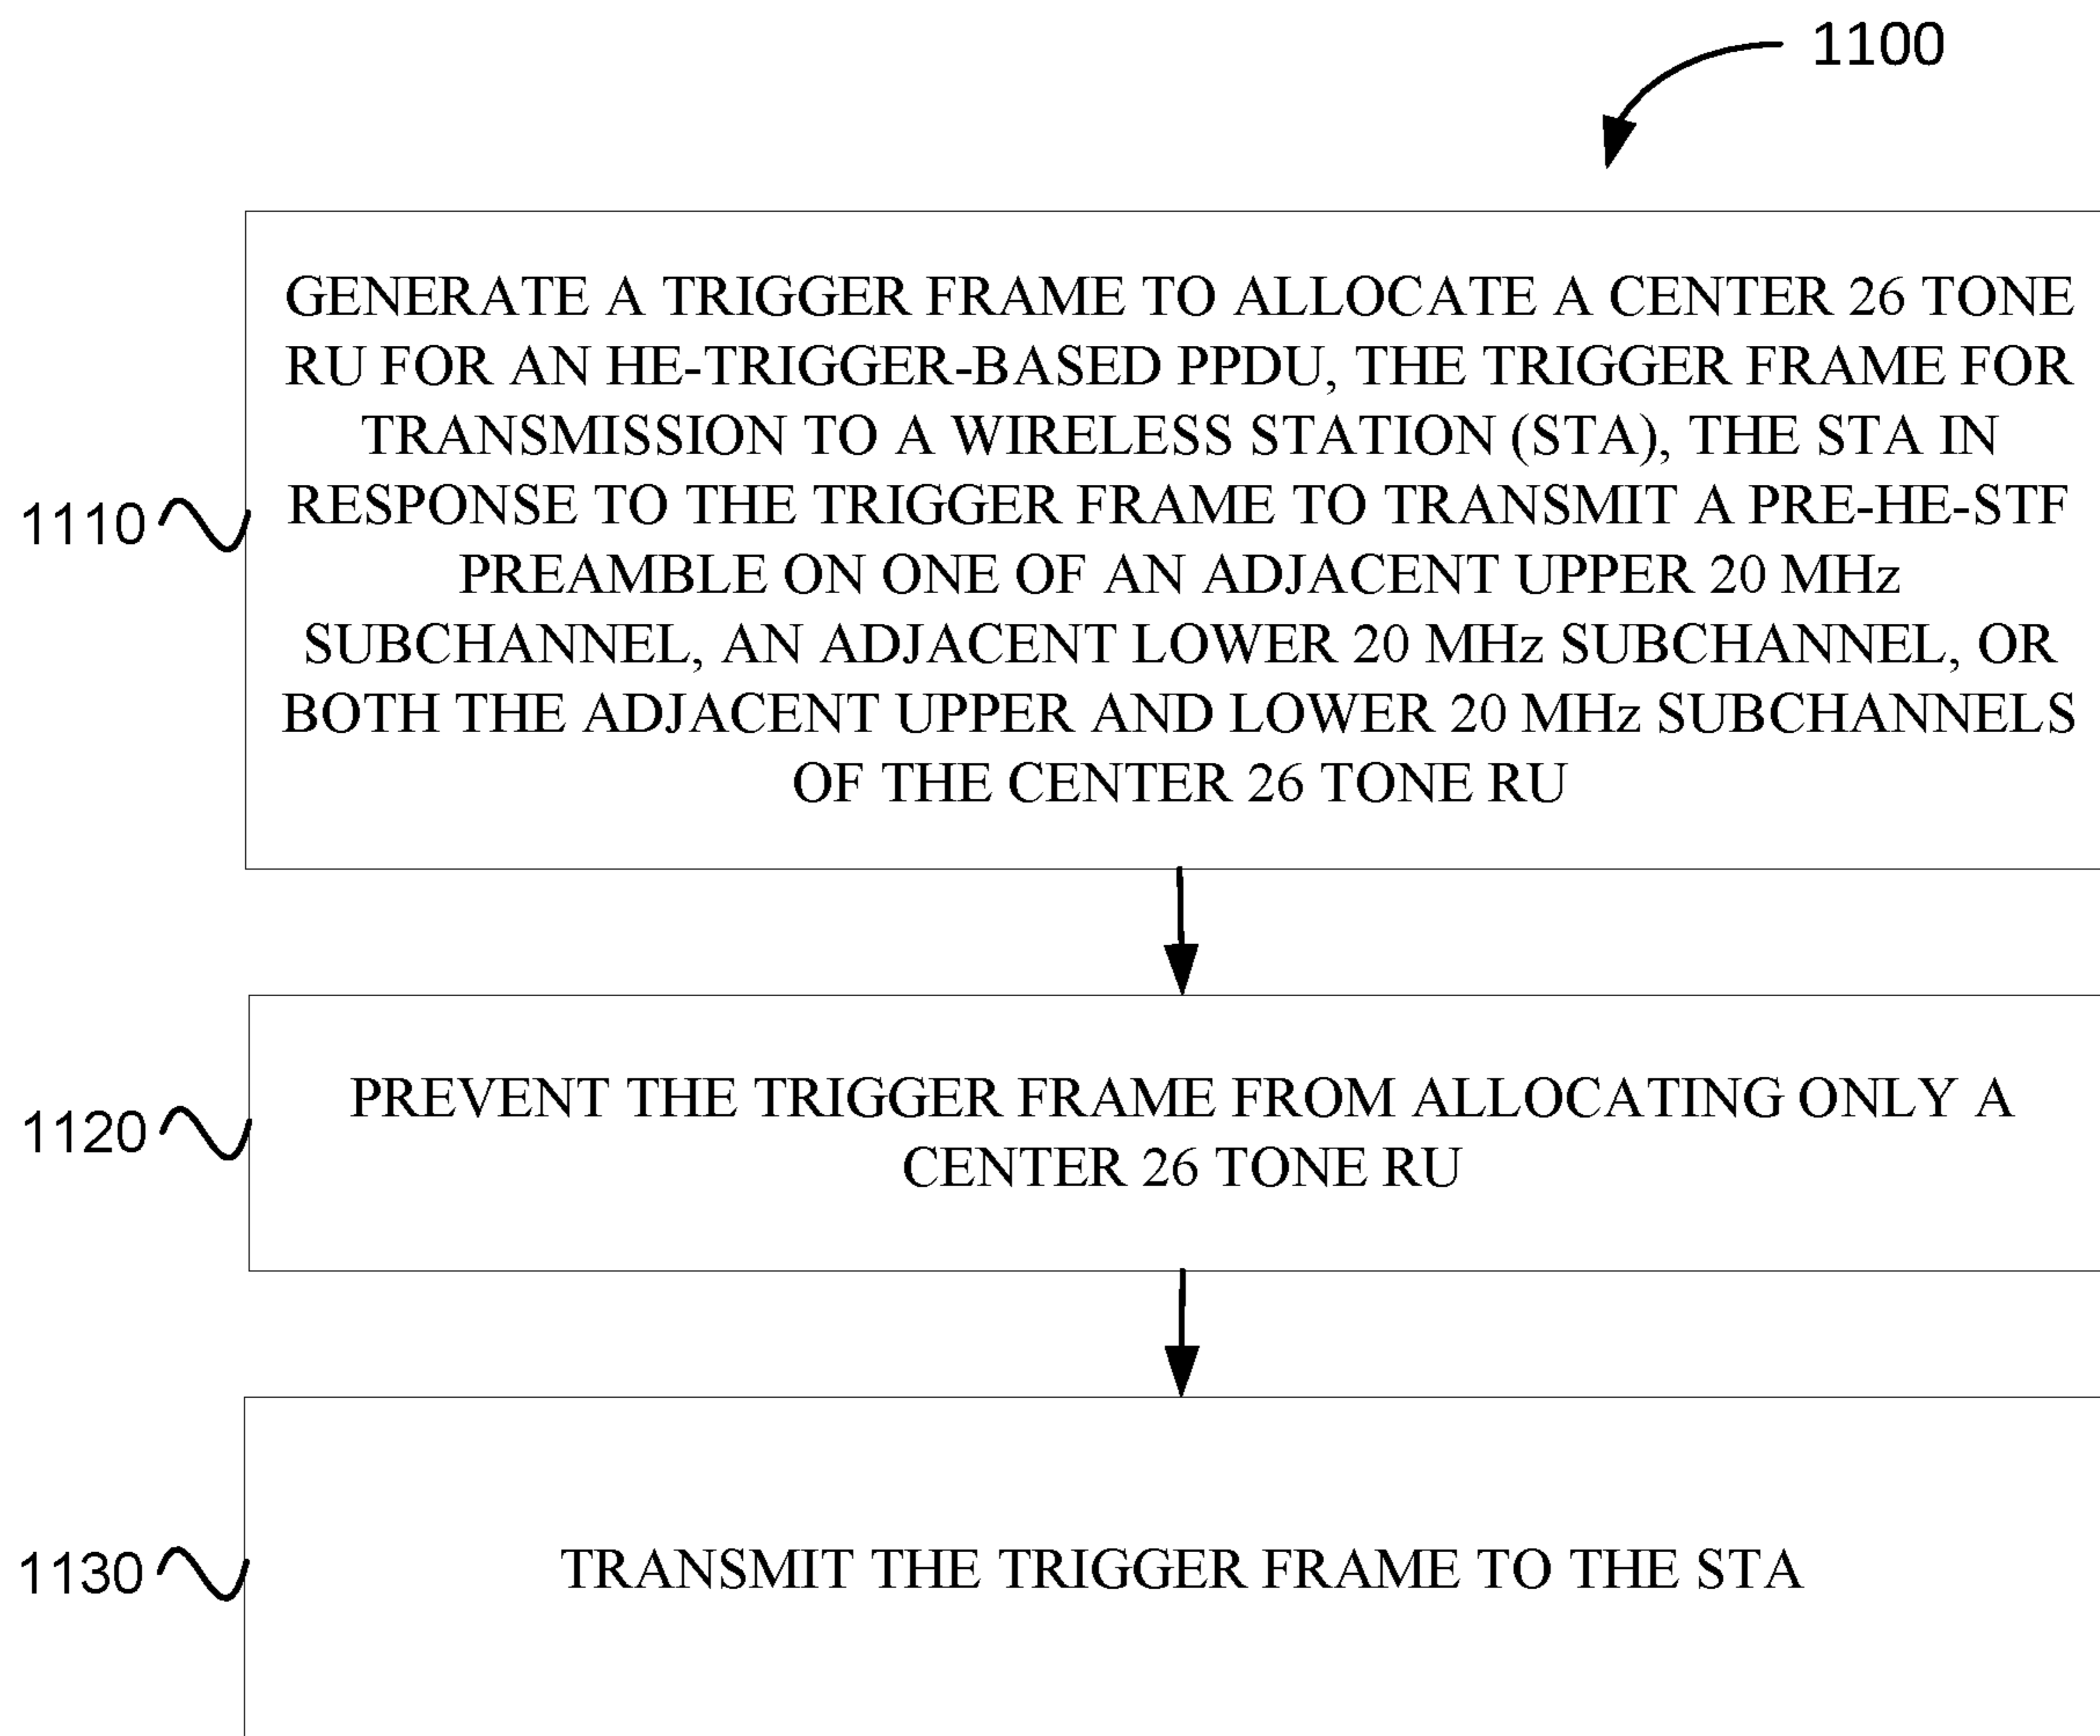 1100
GENERATE A TRIGGER FRAME TO ALLOCATE A CENTER 26 TONE
RU FOR AN HE-TRIGGER-BASED PPDU, THE TRIGGER FRAME FOR
TRANSMISSION TO A WIRELESS STATION (STA), THE STA IN
RESPONSE TO THE TRIGGER FRAME TO TRANSMIT A PRE-HE-STF
PREAMBLE ON ONE OF AN ADJACENT UPPER 20 MHz
SUBCHANNEL, AN ADJACENT LOWER 20 MHz SUBCHANNEL, OR
BOTH THE ADJACENT UPPER AND LOWER 20 MHz SUBCHANNELS
OF THE CENTER 26 TONE RU
1110
PREVENT THE TRIGGER FRAME FROM ALLOCATING ONLY A
CENTER 26 TONE RU
1120
TRANSMIT THE TRIGGER FRAME TO THE STA
1130